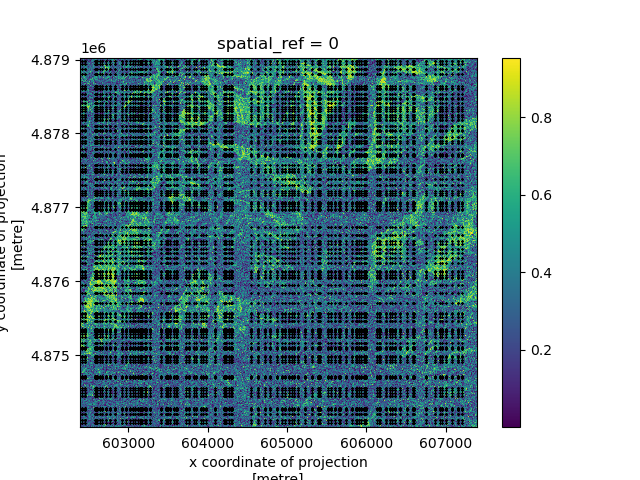 spatial_ref = 0
1e6
4.879
4.878
4.877
4.876
4.875
y coordinate of projection
[metre]
603000 604000 605000 606000 607000
x coordinate of projection
[metre]
0.8
0.6
0.4
0.2